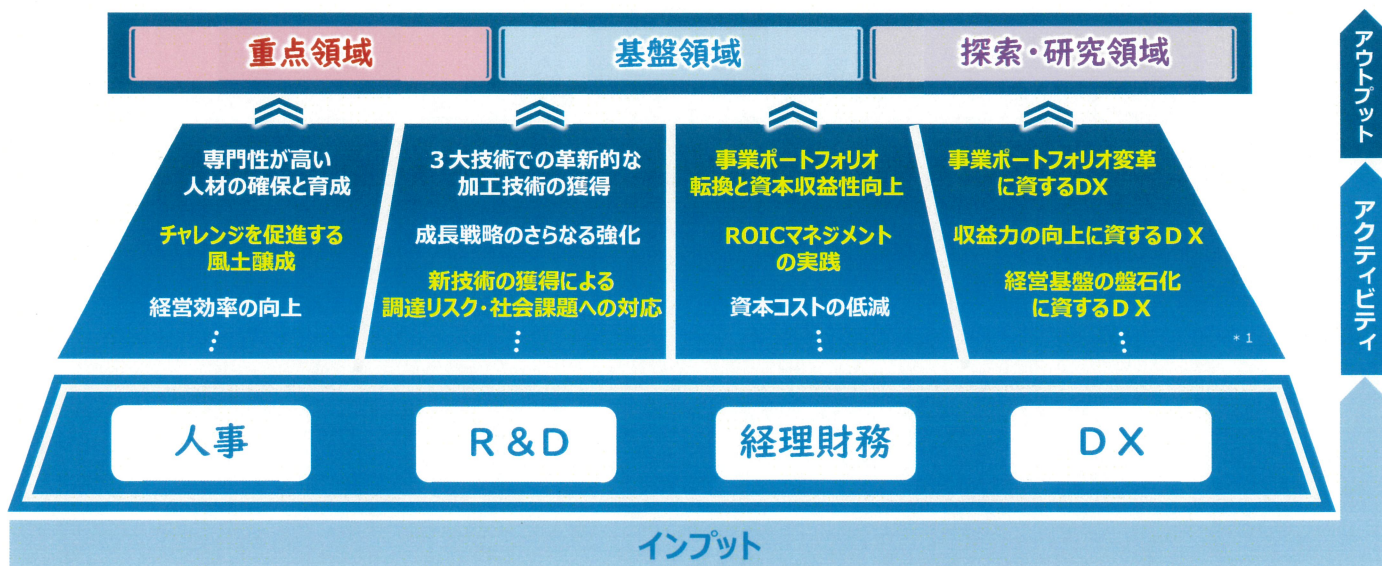 重点領域
基盤領域
探索・研究領域
専門性が高い
人材の確保と育成
チャレンジを促進する
風土醸成
経営効率の向上
⋮
3大技術での革新的な
加工技術の獲得
成長戦略のさらなる強化
新技術の獲得による
調達リスク・社会課題への対応
⋮
事業ポートフォリオ
転換と資本収益性向上
ROICマネジメント
の実践
資本コストの低減
⋮
事業ポートフォリオ変革
に資するDX
収益力の向上に資するDX
経営基盤の盤石化
に資するDX
⋮
*1
人事
R&D
経理財務
DX
インプット
アクティビティ
アウトプット